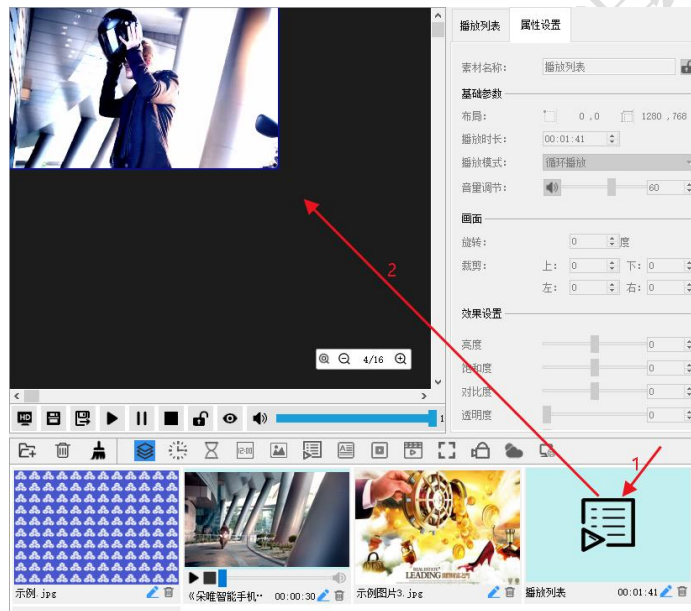 播放列表 属性设置
素材名称: 播放列表
基础参数
布局: 0 ,0 1280 ,768
播放时长: 00:01:41
播放模式: 循环播放
音量调节: 60
画面
旋转: 0 度
裁剪: 上: 0 下: 0
左: 0 右: 0
效果设置
亮度 0
饱和度 0
对比度 0
透明度 0
2
4/16
HD
1
12:00
1
LEADING
示例.jpg
《朵唯智能手机·· 00:00:30
示例图片3.jpg
播放列表 00:01:41